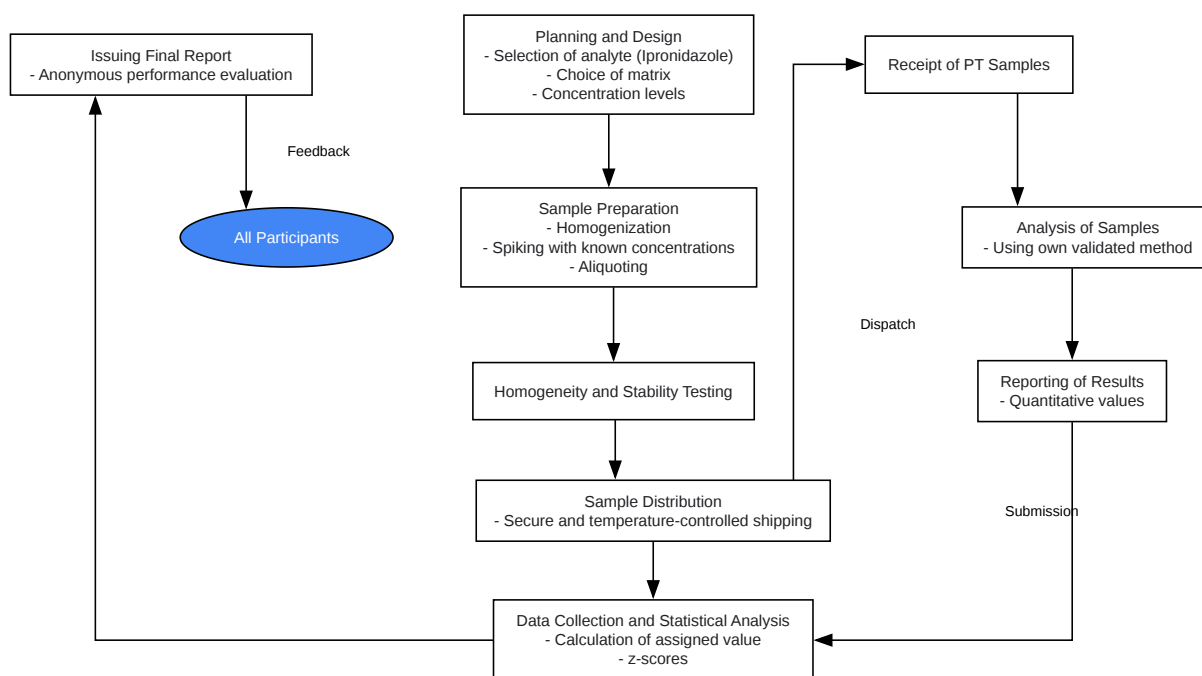 Issuing Final Report
- Anonymous performance evaluation
Feedback
All Participants
Planning and Design
- Selection of analyte (Ipronidazole)
- Choice of matrix
- Concentration levels
Sample Preparation
- Homogenization
- Spiking with known concentrations
- Aliquoting
Homogeneity and Stability Testing
Sample Distribution
- Secure and temperature-controlled shipping
Data Collection and Statistical Analysis
- Calculation of assigned value
- z-scores
Receipt of PT Samples
Analysis of Samples
- Using own validated method
Dispatch
Reporting of Results
- Quantitative values
Submission